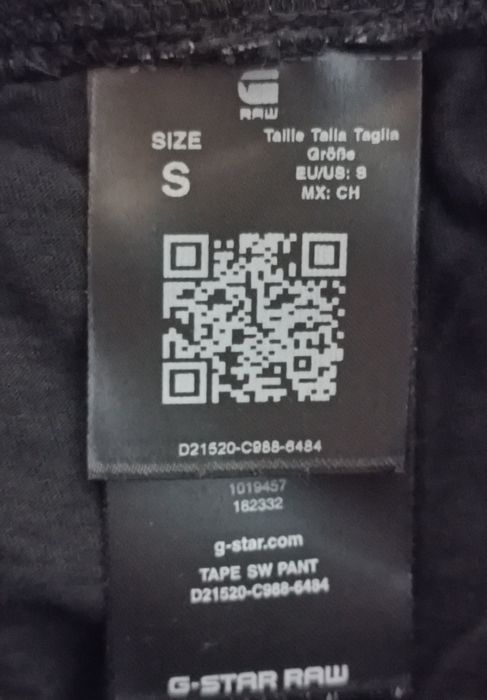 RAW
SIZE
S
Taille Talla Taglia
Größe
EU/US: S
MX: CH
D21520-C988-6484
1019457
182332
g-star.com
TAPE SW PANT
D21520-C988-6484
G-STAR RAW